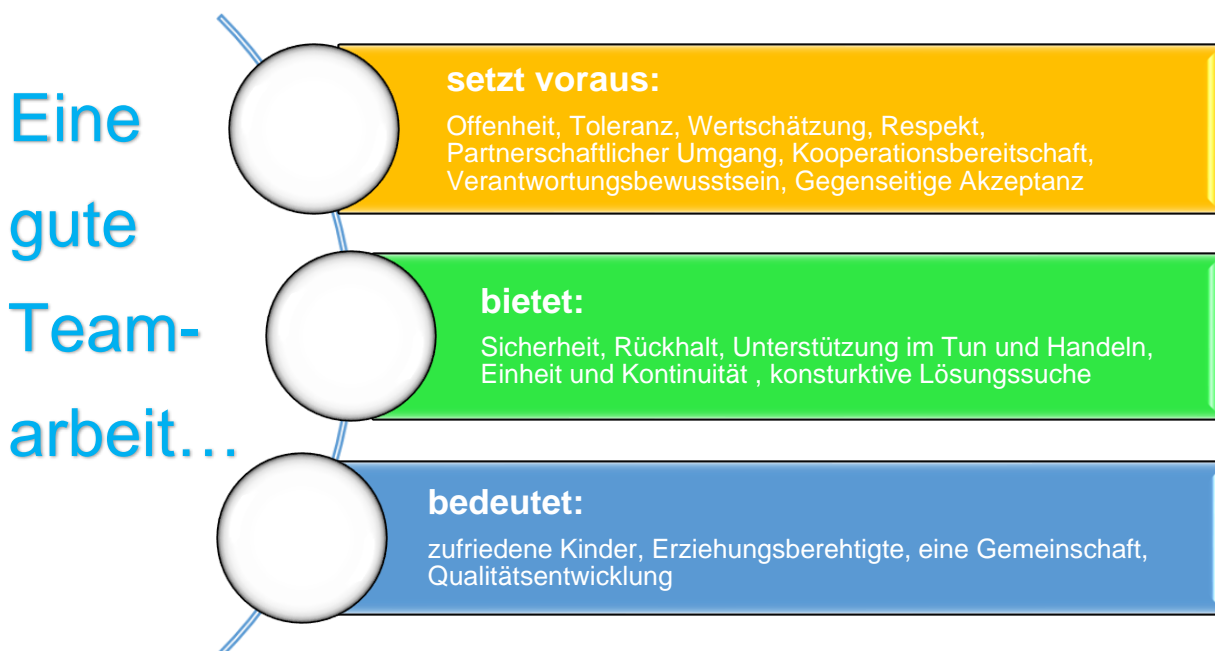 Eine
gute
Team-
arbeit…
setzt voraus:
Offenheit, Toleranz, Wertschätzung, Respekt,
Partnerschaftlicher Umgang, Kooperationsbereitschaft,
Verantwortungsbewusstsein, Gegenseitige Akzeptanz
bietet:
Sicherheit, Rückhalt, Unterstützung im Tun und Handeln,
Einheit und Kontinuität , konsturktive Lösungssuche
bedeutet:
zufriedene Kinder, Erziehungsberehtigte, eine Gemeinschaft,
Qualitätsentwicklung